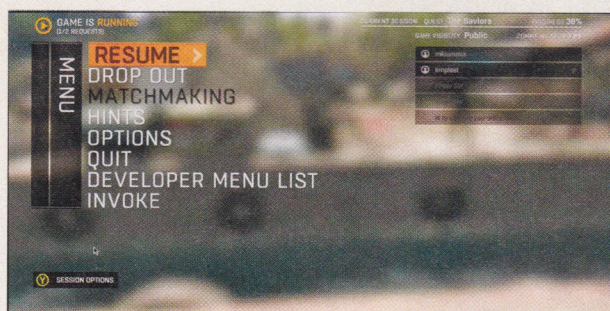 GAME IS RUNNING
(1/2 REQUESTS)
CURRENT SESSION QUEST: The Saviors PROGRESS 38%
GAME VISIBILITY Public
MENU
RESUME
DROP OUT
MATCHMAKING
HINTS
OPTIONS
QUIT
DEVELOPER MENU LIST
INVOKE
Y SESSION OPTIONS